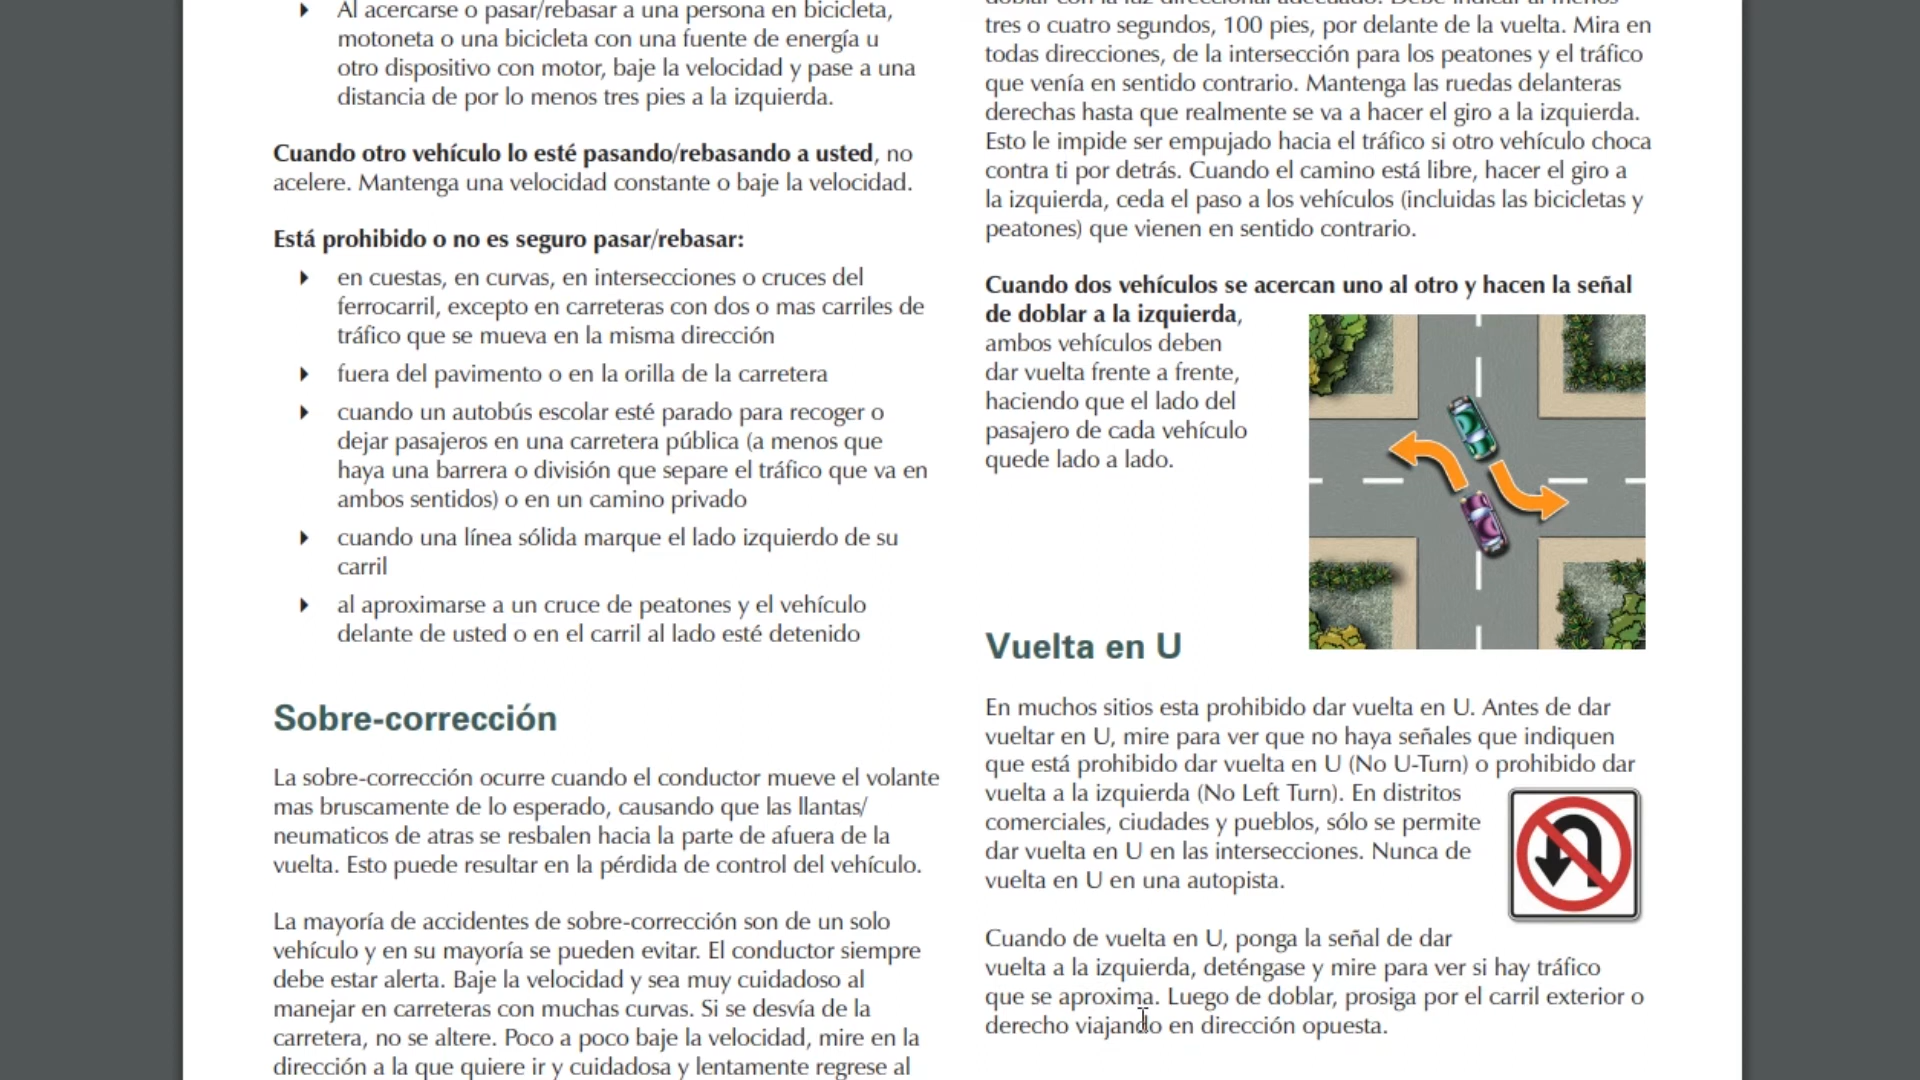 Al acercarse o pasar/rebasar a una persona en bicicleta,
motoneta o una bicicleta con una fuente de energía u
otro dispositivo con motor, baje la velocidad y pase a una
distancia de por lo menos tres pies a la izquierda.
Cuando otro vehículo lo esté pasando/rebasando a usted, no
acelere. Mantenga una velocidad constante o baje la velocidad.
Está prohibido o no es seguro pasar/rebasar:
en cuestas, en curvas, en intersecciones o cruces del
ferrocarril, excepto en carreteras con dos o mas carriles de
tráfico que se mueva en la misma dirección
fuera del pavimento o en la orilla de la carretera
cuando un autobús escolar esté parado para recoger o
dejar pasajeros en una carretera pública (a menos que
haya una barrera o división que separe el tráfico que va en
ambos sentidos) o en un camino privado
cuando una línea sólida marque el lado izquierdo de su
carril
al aproximarse a un cruce de peatones y el vehículo
delante de usted o en el carril al lado esté detenido
Sobre-corrección
La sobre-corrección ocurre cuando el conductor mueve el volante
mas bruscamente de lo esperado, causando que las llantas/
neumaticos de atras se resbalen hacia la parte de afuera de la
vuelta. Esto puede resultar en la pérdida de control del vehículo.
La mayoría de accidentes de sobre-corrección son de un solo
vehículo y en su mayoría se pueden evitar. El conductor siempre
debe estar alerta. Baje la velocidad y sea muy cuidadoso al
manejar en carreteras con muchas curvas. Si se desvía de la
carretera, no se altere. Poco a poco baje la velocidad, mire en la
dirección a la que quiere ir y cuidadosa y lentamente regrese al
doblar con la luz direccional adecuado. Debe indicar al menos
tres o cuatro segundos, 100 pies, por delante de la vuelta. Mira en
todas direcciones, de la intersección para los peatones y el tráfico
que venía en sentido contrario. Mantenga las ruedas delanteras
derechas hasta que realmente se va a hacer el giro a la izquierda.
Esto le impide ser empujado hacia el tráfico si otro vehículo choca
contra ti por detrás. Cuando el camino está libre, hacer el giro a
la izquierda, ceda el paso a los vehículos (incluidas las bicicletas y
peatones) que vienen en sentido contrario.
Cuando dos vehículos se acercan uno al otro y hacen la señal
de doblar a la izquierda,
ambos vehículos deben
dar vuelta frente a frente,
haciendo que el lado del
pasajero de cada vehículo
quede lado a lado.
Vuelta en U
En muchos sitios esta prohibido dar vuelta en U. Antes de dar
vueltar en U, mire para ver que no haya señales que indiquen
que está prohibido dar vuelta en U (No U-Turn) o prohibido dar
vuelta a la izquierda (No Left Turn). En distritos
comerciales, ciudades y pueblos, sólo se permite
dar vuelta en U en las intersecciones. Nunca de
vuelta en U en una autopista.
Cuando de vuelta en U, ponga la señal de dar
vuelta a la izquierda, deténgase y mire para ver si hay tráfico
que se aproxima. Luego de doblar, prosiga por el carril exterior o
derecho viajando en dirección opuesta.